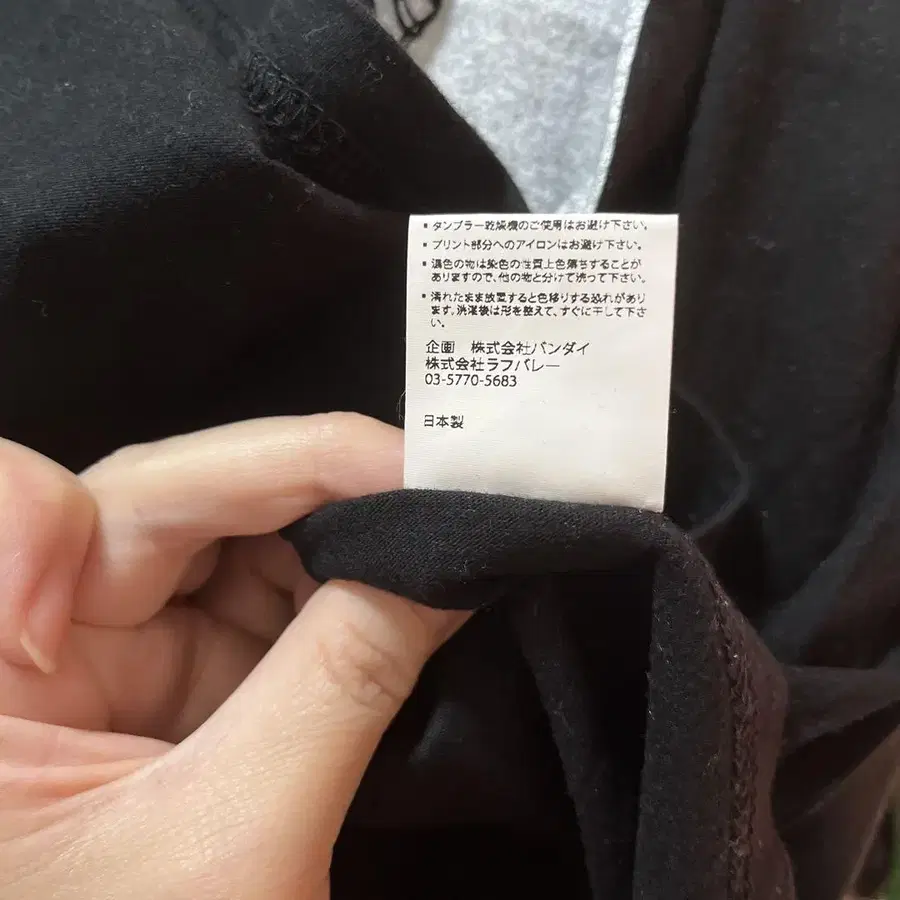 ▪タンブラー乾燥機のご使用はお避け下さい。
▪プリント部分へのアイロンはお避け下さい。
▪濃色の物は染色の性質上色落ちすることが
ありますので、他の物と分けて洗って下さい。
▪濡れたまま放置すると色移りする恐れがあり
ます。洗濯後は形を整えて、すぐに干して下さ
い。
企画 株式会社バンダイ
株式会社ラフバレー
03-5770-5683
日本製